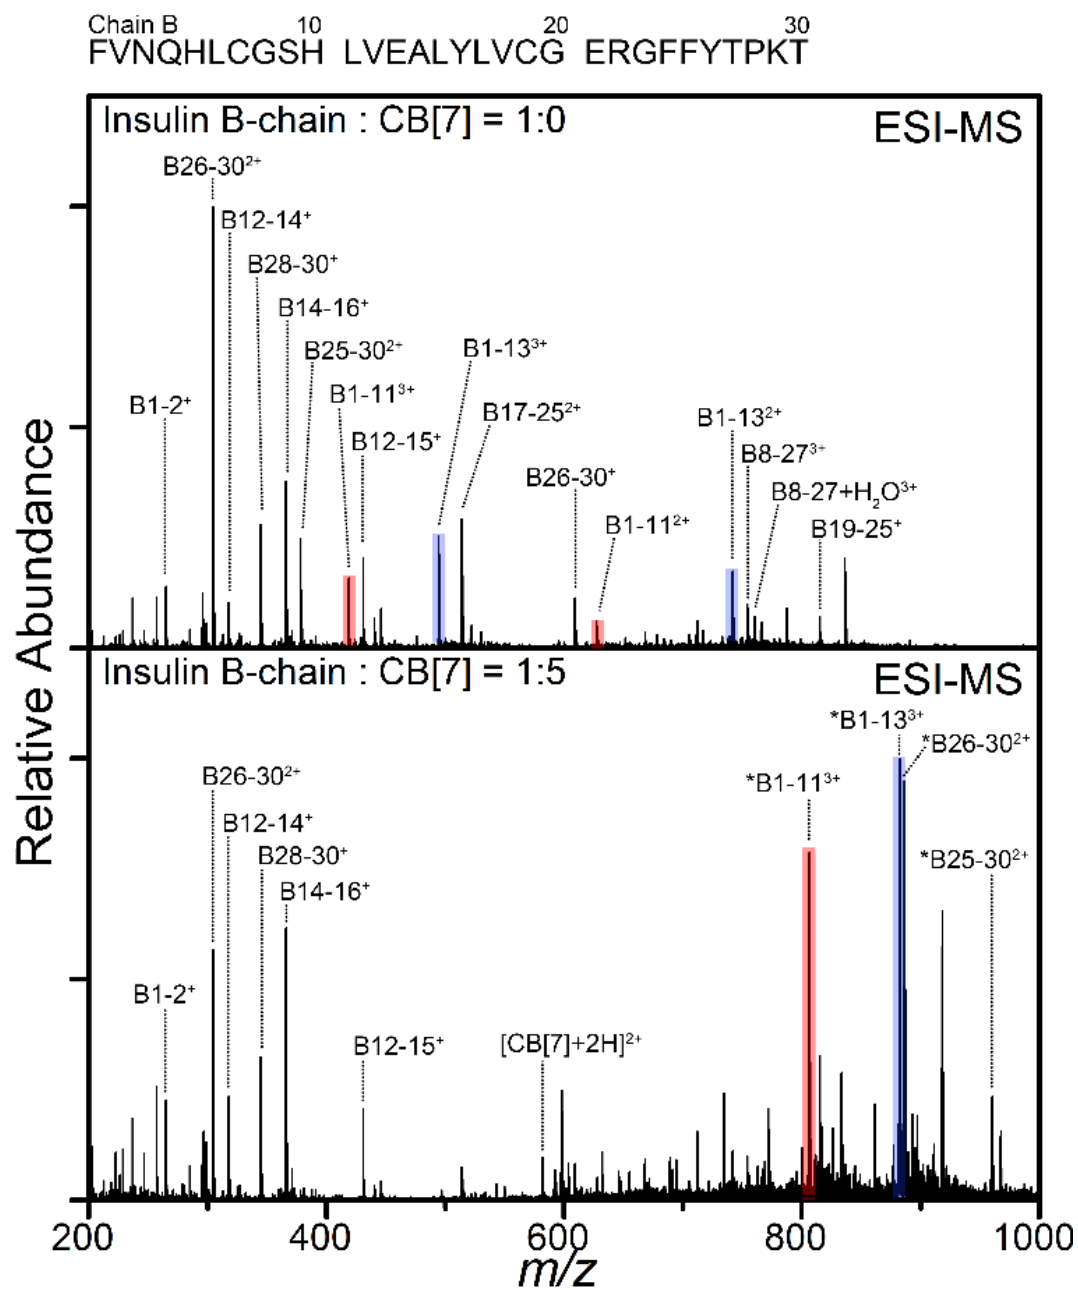 Chain B 10 20 30
FVNQHLCGSH LVEALYLVCG ERGFFYTPKT
Insulin B-chain : CB[7] = 1:0 ESI-MS
B26-30²⁺
B12-14⁺
B28-30⁺
B14-16⁺
B25-30²⁺
B1-13³⁺
B1-11³⁺
B1-2⁺
B17-25²⁺
B1-13²⁺
B12-15⁺
B8-27³⁺
B26-30⁺
B8-27+H₂O³⁺
B1-11²⁺
B19-25⁺
Relative Abundance
Insulin B-chain : CB[7] = 1:5 ESI-MS
*B1-13³⁺
*B26-30²⁺
B26-30²⁺
*B1-11³⁺
B12-14⁺
B28-30⁺
*B25-30²⁺
B14-16⁺
B1-2⁺
B12-15⁺
[CB[7]+2H]²⁺
200 400 600 800 1000
m/z